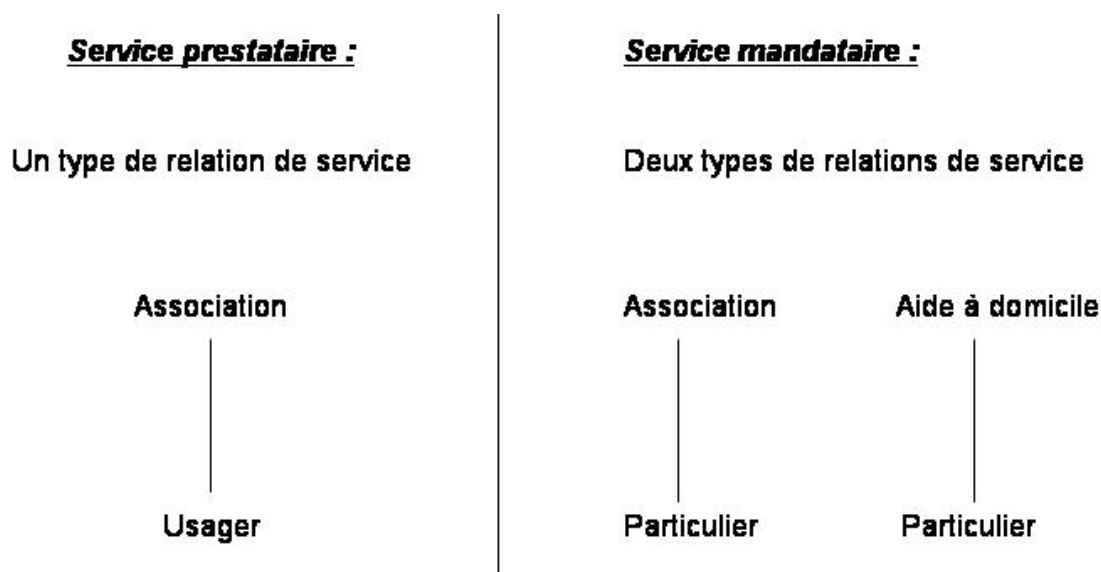 Service prestataire :
Un type de relation de service
Association
Usager
Service mandataire :
Deux types de relations de service
Association Aide à domicile
Particulier Particulier